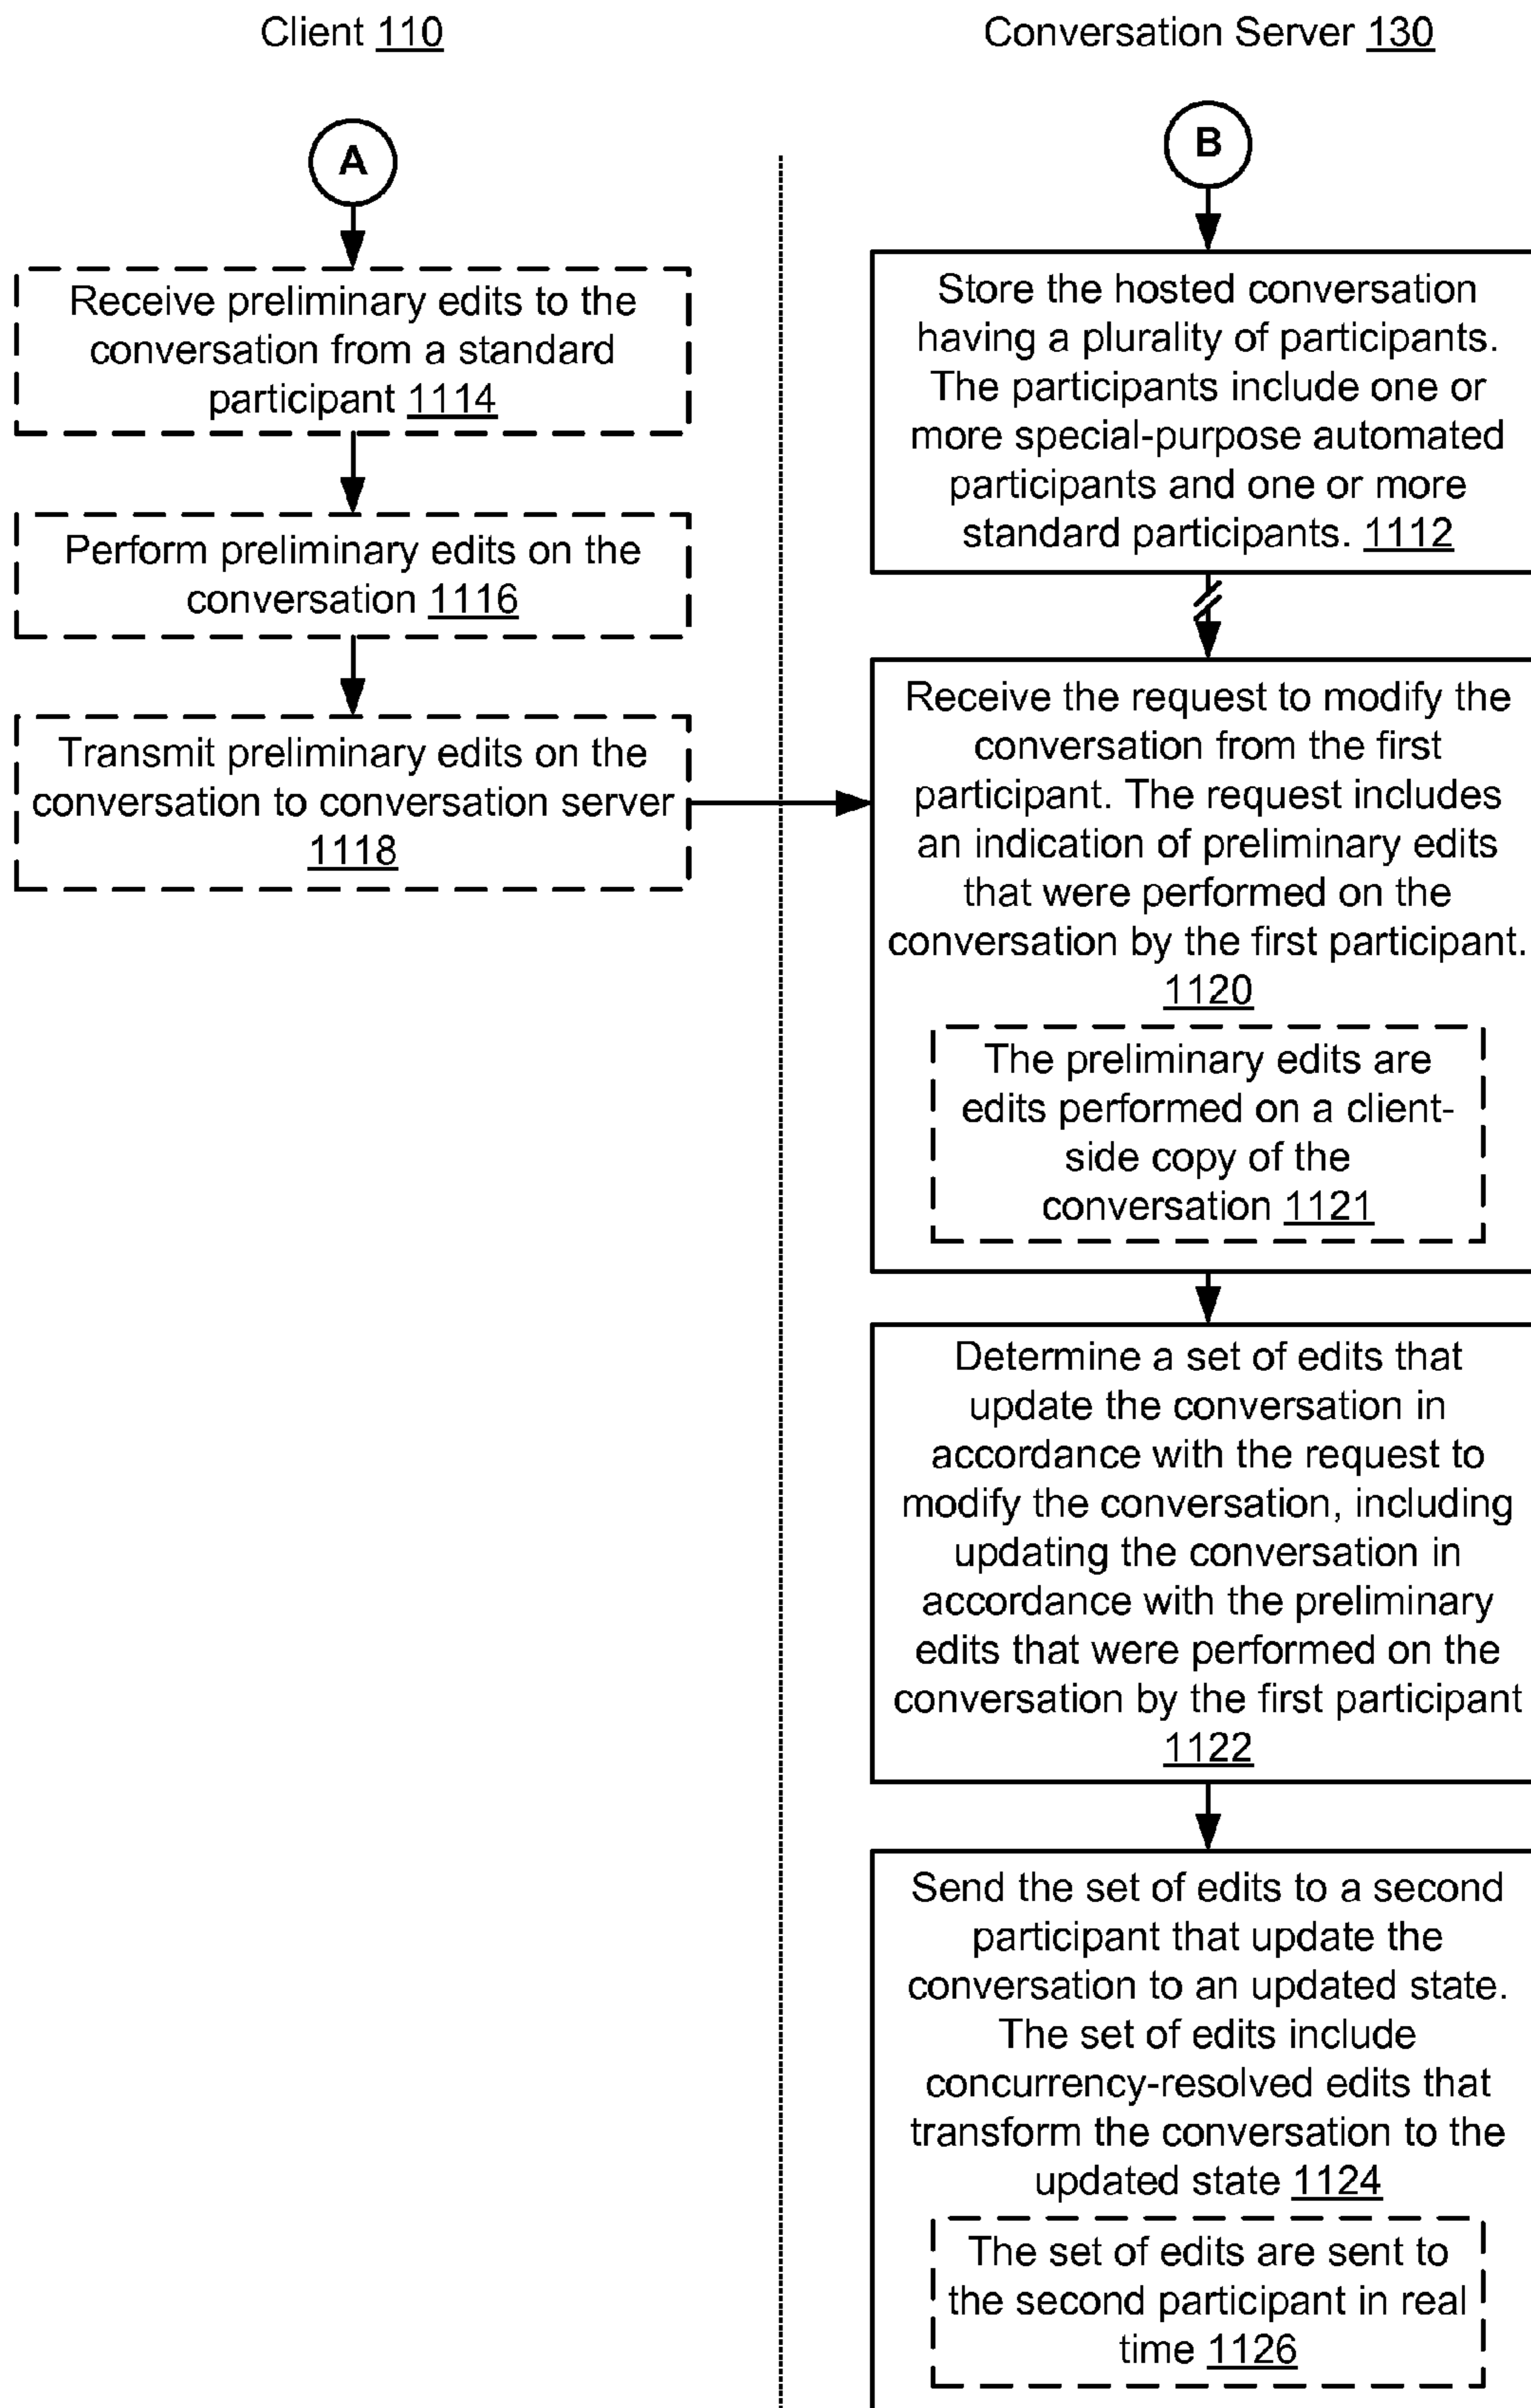 Client 110
Conversation Server 130
A
Receive preliminary edits to the
conversation from a standard
participant 1114
Perform preliminary edits on the
conversation 1116
Transmit preliminary edits on the
conversation to conversation server
1118
B
Store the hosted conversation
having a plurality of participants.
The participants include one or
more special-purpose automated
participants and one or more
standard participants. 1112
Receive the request to modify the
conversation from the first
participant. The request includes
an indication of preliminary edits
that were performed on the
conversation by the first participant.
1120
The preliminary edits are
edits performed on a client-
side copy of the
conversation 1121
Determine a set of edits that
update the conversation in
accordance with the request to
modify the conversation, including
updating the conversation in
accordance with the preliminary
edits that were performed on the
conversation by the first participant
1122
Send the set of edits to a second
participant that update the
conversation to an updated state.
The set of edits include
concurrency-resolved edits that
transform the conversation to the
updated state 1124
The set of edits are sent to
the second participant in real
time 1126